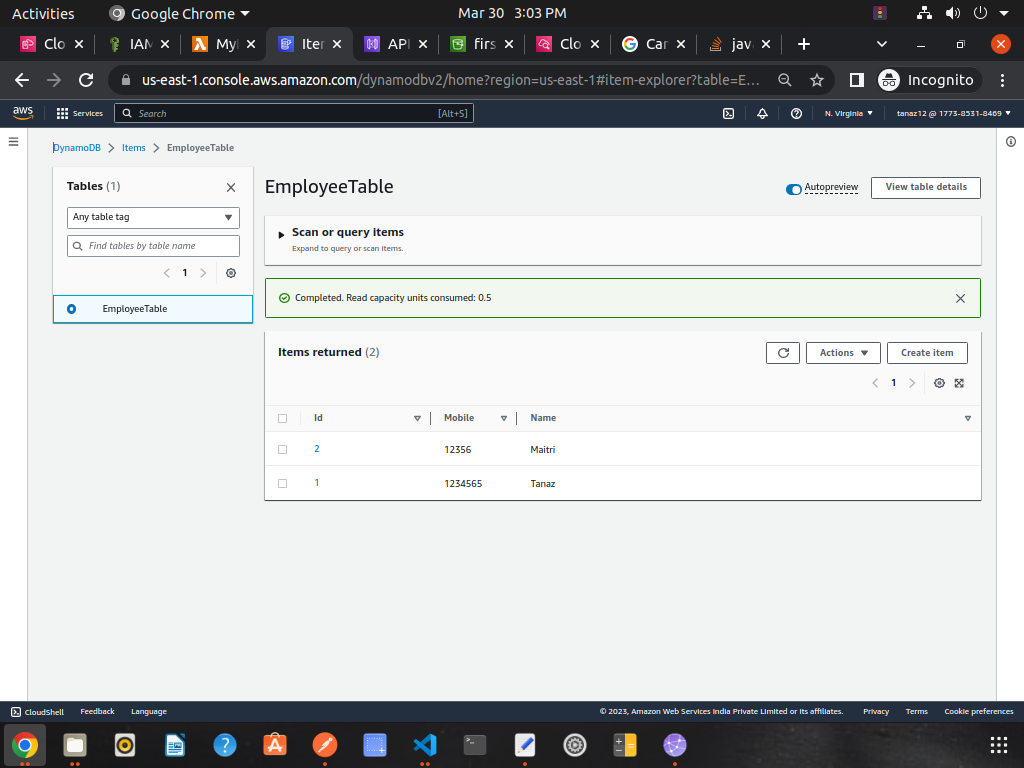 Activities Google Chrome Mar 30 3:03 PM
Clo IAM My Iter API firs Clo Car jav
us-east-1.console.aws.amazon.com/dynamodbv2/home?region=us-east-1#item-explorer?table=E... Incognito
aws Services Search [Alt+S] N. Virginia tanaz12 @ 1773-8531-8469
DynamoDB Items EmployeeTable
Tables (1)
Any table tag
Find tables by table name
1
EmployeeTable
EmployeeTable
Autopreview View table details
Scan or query items
Expand to query or scan items.
Completed. Read capacity units consumed: 0.5
Items returned (2) Actions Create item
1
Id Mobile Name
2 12356 Maitri
1 1234565 Tanaz
CloudShell Feedback Language © 2023, Amazon Web Services India Private Limited or its affiliates. Privacy Terms Cookie preferences